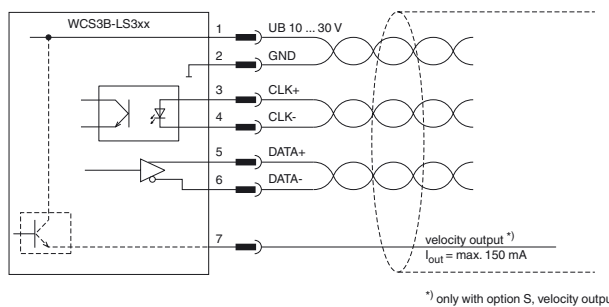 WCS3B-LS3xx
1 UB 10 ... 30 V
2 GND
3 CLK+
4 CLK-
5 DATA+
6 DATA-
7
velocity output *)
Iout = max. 150 mA
*) only with option S, velocity outpu